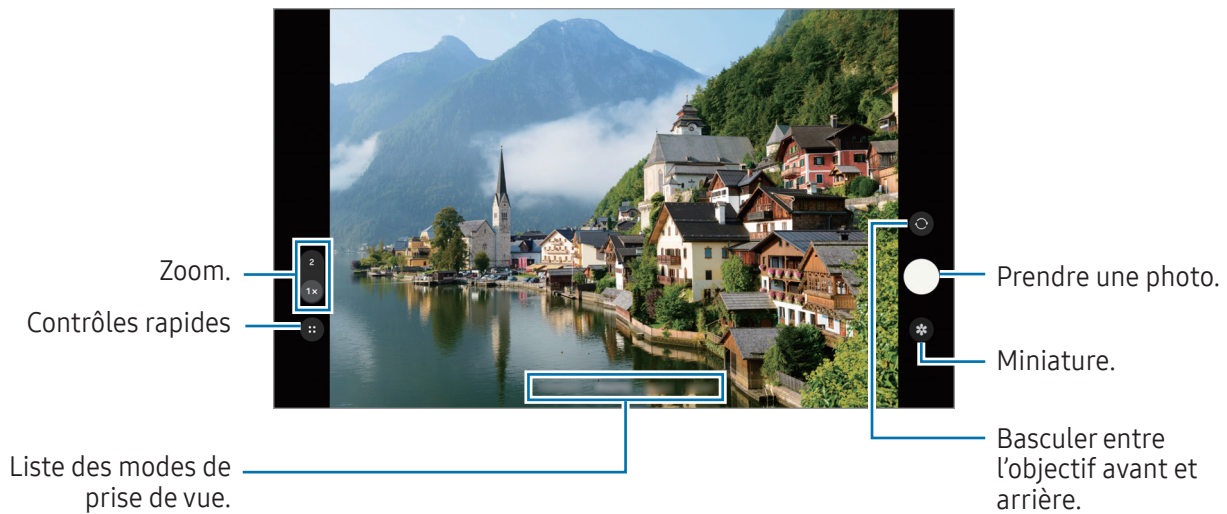 2
1×
Zoom.
Contrôles rapides
Liste des modes de
prise de vue.
Prendre une photo.
Miniature.
Basculer entre
l'objectif avant et
arrière.